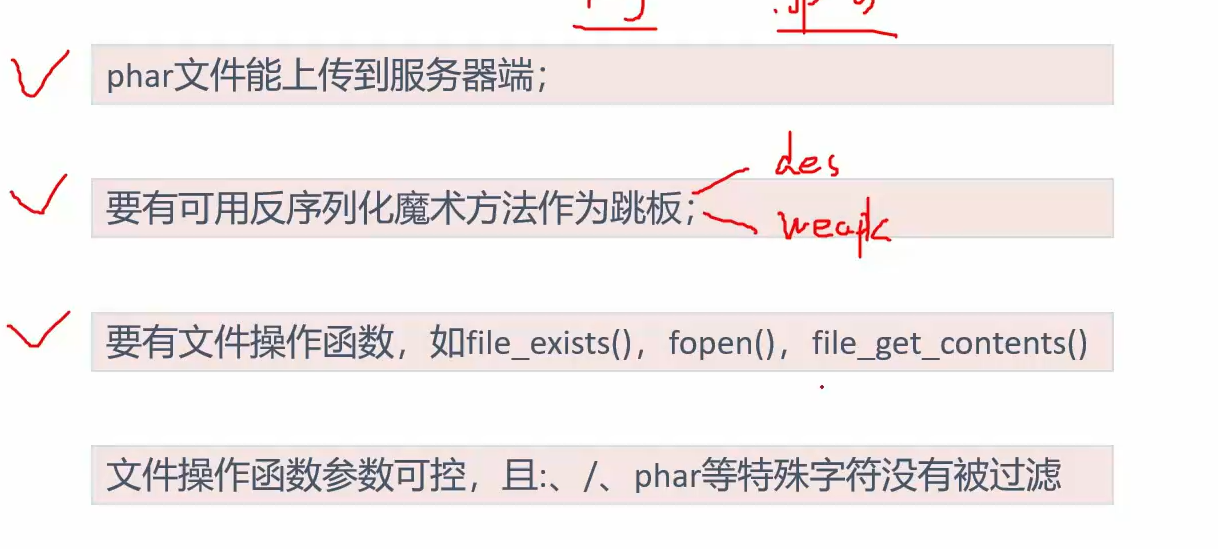 phar文件能上传到服务器端；
des
要有可用反序列化魔术方法作为跳板；
weapk
要有文件操作函数，如file_exists()，fopen()，file_get_contents()
文件操作函数参数可控，且:、/、phar等特殊字符没有被过滤